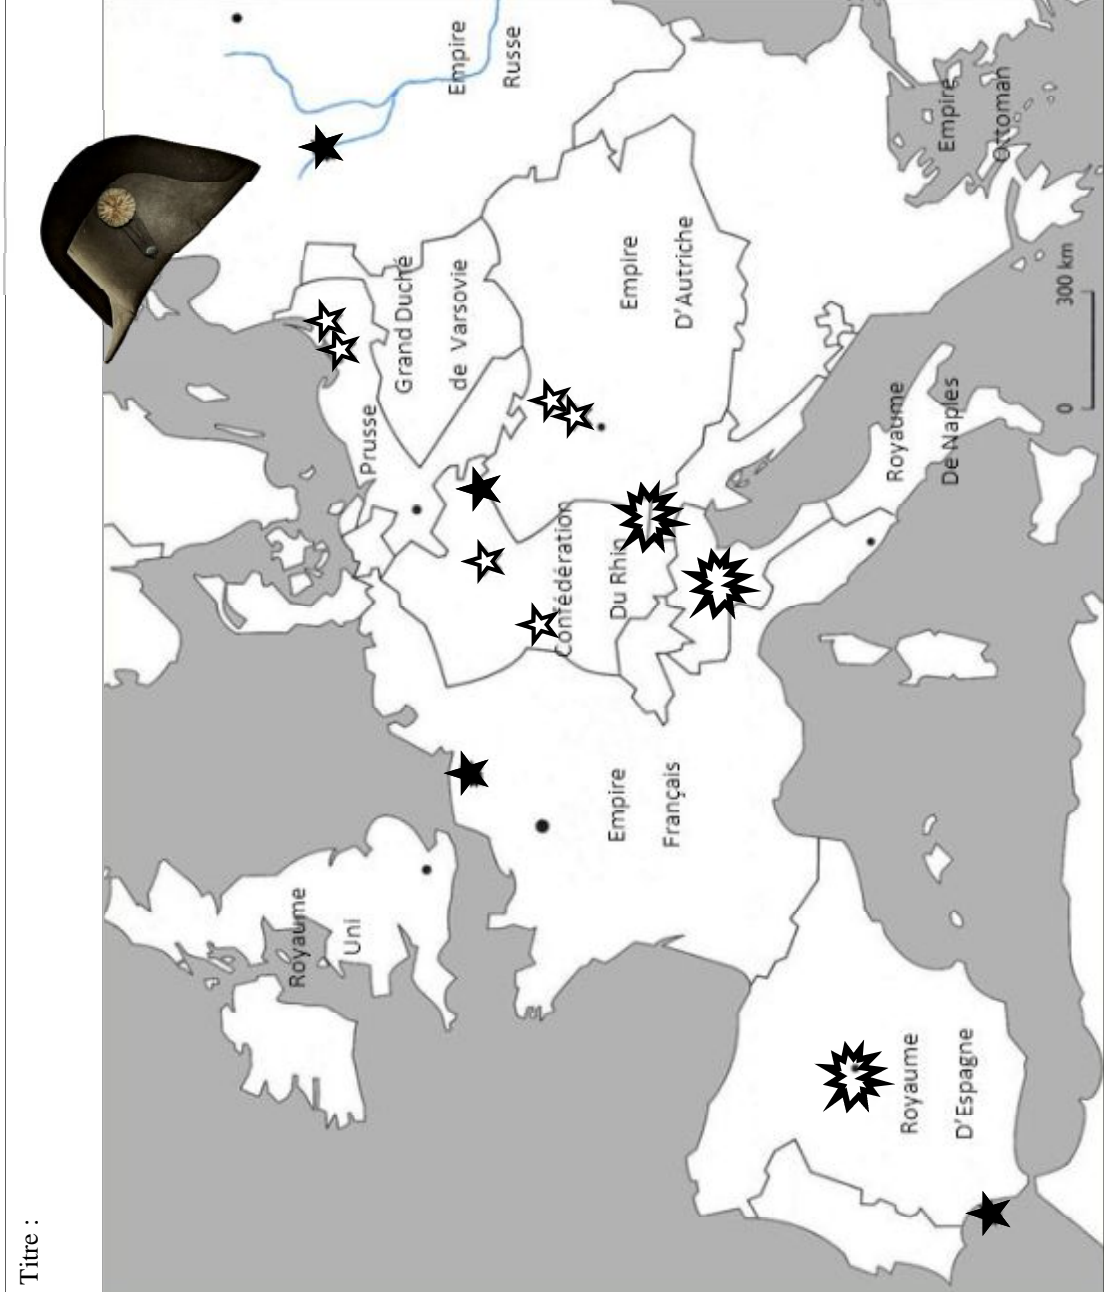 Titre :
Royaume
Uni
Empire
Russe
Prusse
Grand Duché
de Varsovie
Confédération
Du Rhin
Empire
D'Autriche
Empire
Français
Royaume
De Naples
Empire
Ottoman
Royaume
D'Espagne
0 300 km